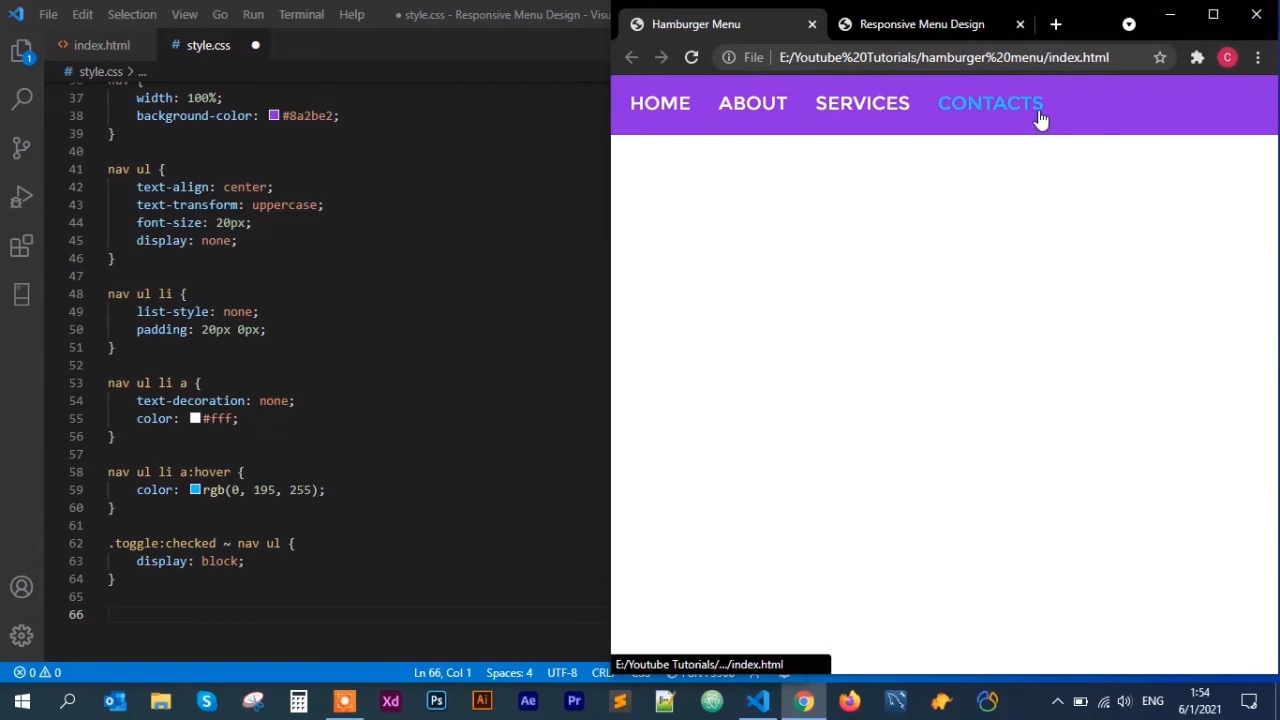 File Edit Selection View Go Run Terminal Help ● style.css - Responsive Menu Design - Visu
index.html style.css
style.css > ...
37 width: 100%;
38 background-color: #8a2be2;
39 }
40
41 nav ul {
42 text-align: center;
43 text-transform: uppercase;
44 font-size: 20px;
45 display: none;
46 }
47
48 nav ul li {
49 list-style: none;
50 padding: 20px 0px;
51 }
52
53 nav ul li a {
54 text-decoration: none;
55 color: #fff;
56 }
57
58 nav ul li a:hover {
59 color: rgb(0, 195, 255);
60 }
61
62 .toggle:checked ~ nav ul {
63 display: block;
64 }
65
66
0 0 Ln 66, Col 1 Spaces: 4 UTF-8 CRL
Hamburger Menu Responsive Menu Design
File E:/Youtube%20Tutorials/hamburger%20menu/index.html C
HOME ABOUT SERVICES CONTACTS
E:/Youtube Tutorials/.../index.html
1
Xd Ps Ai Ae Pr
ENG 1:54
6/1/2021